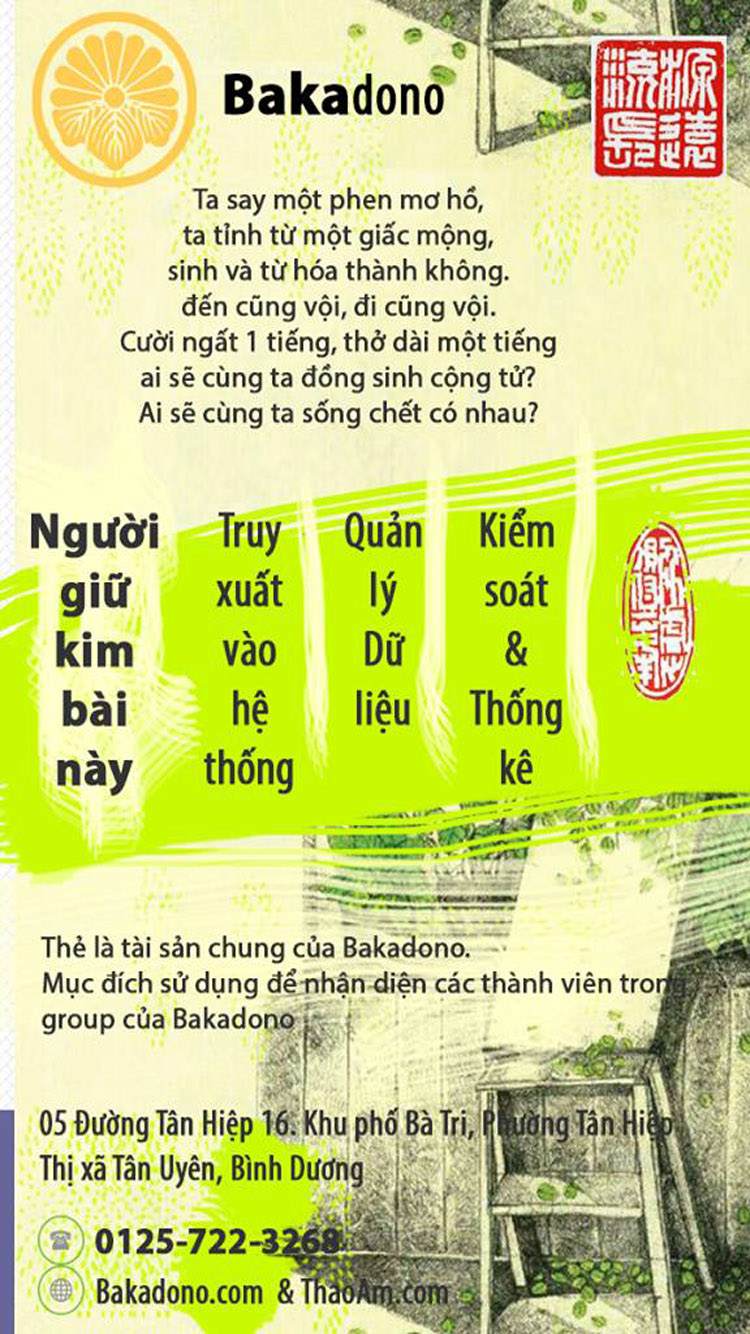 Bakadono
Ta say một phen mơ hồ,
ta tỉnh từ một giấc mộng,
sinh và từ hóa thành không.
đến cũng vội, đi cũng vội.
Cười ngất 1 tiếng, thở dài một tiếng
ai sẽ cùng ta đồng sinh cộng tử?
Ai sẽ cùng ta sống chết có nhau?
Người
giữ
kim
bài
này
Truy
xuất
vào
hệ
thống
Quản
lý
Dữ
liệu
Kiểm
soát
&
Thống
kê
Thẻ là tài sản chung của Bakadono.
Mục đích sử dụng để nhận diện các thành viên trong
group của Bakadono
05 Đường Tân Hiệp 16. Khu phố Bà Tri, Phường Tân Hiệp
Thị xã Tân Uyên, Bình Dương
0125-722-3268
Bakadono.com & ThaoAm.com